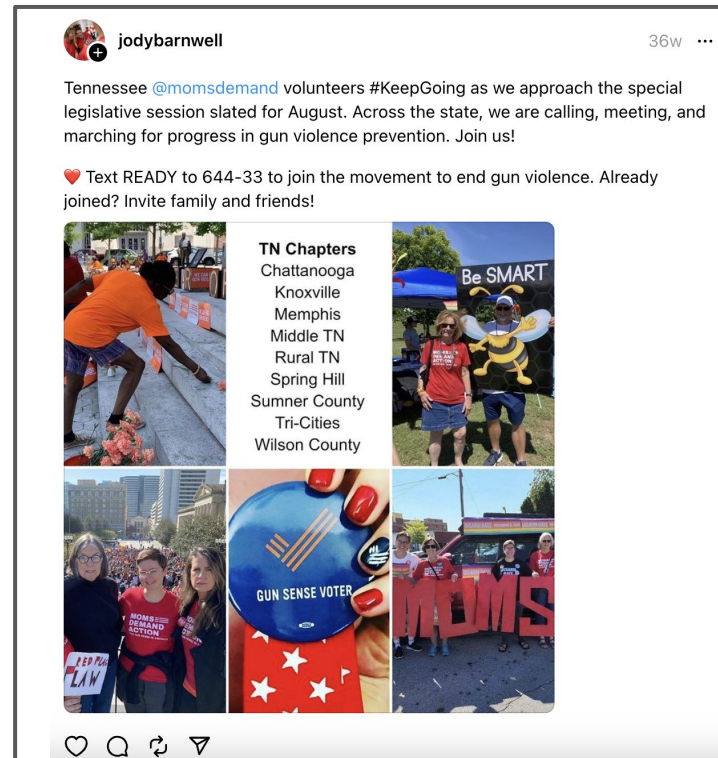 jodybarnwell
36w
Tennessee @momsdemand volunteers #KeepGoing as we approach the special
legislative session slated for August. Across the state, we are calling, meeting, and
marching for progress in gun violence prevention. Join us!
❤️ Text READY to 644-33 to join the movement to end gun violence. Already
joined? Invite family and friends!
TN Chapters
Chattanooga
Knoxville
Memphis
Middle TN
Rural TN
Spring Hill
Sumner County
Tri-Cities
Wilson County
Be SMART
MOMS
DEMAND
ACTION
MOMS
DEMAND
ACTION
RED FLAG
LAW
GUN SENSE VOTER
MOMS